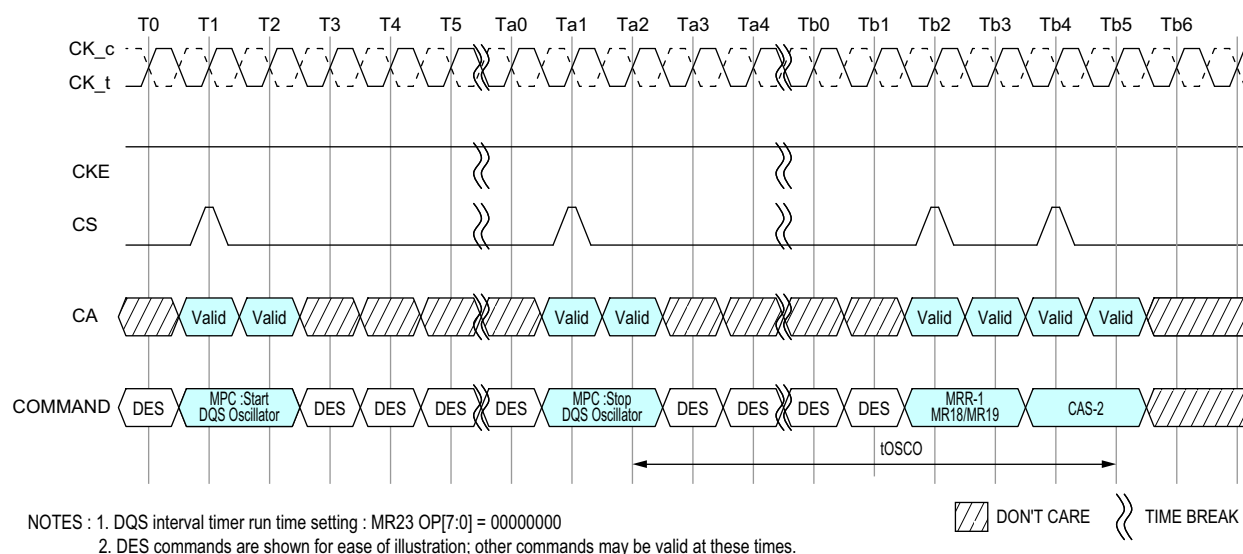 T0 T1 T2 T3 T4 T5 Ta0 Ta1 Ta2 Ta3 Ta4 Tb0 Tb1 Tb2 Tb3 Tb4 Tb5 Tb6
CK_c
CK_t
CKE
CS
CA Valid Valid Valid Valid Valid Valid Valid Valid
COMMAND DES MPC :Start DQS Oscillator DES DES DES DES MPC :Stop DQS Oscillator DES DES DES DES MRR-1 MR18/MR19 CAS-2
tOSCO
NOTES : 1. DQS interval timer run time setting : MR23 OP[7:0] = 00000000
2. DES commands are shown for ease of illustration; other commands may be valid at these times.
DON'T CARE TIME BREAK